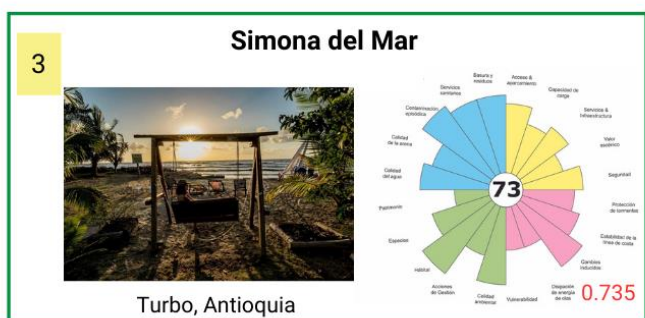 3
Simona del Mar
Turbo, Antioquia
Basura y
residuos
Acceso &
aparcamiento
Capacidad de
carga
Servicios &
infraestructura
Valor
escénico
Seguridad
Protección
de tormentas
Estabilidad de la
línea de costa
Cambios
inducidos
Disipación
de energía
de olas
Vulnerabilidad
Calidad
ambiental
Acciones
de Gestión
Hábitat
Especies
Patrimonio
Calidad
del agua
Calidad
de la arena
Contaminación
episódica
Servicios
sanitarios
73
0.735